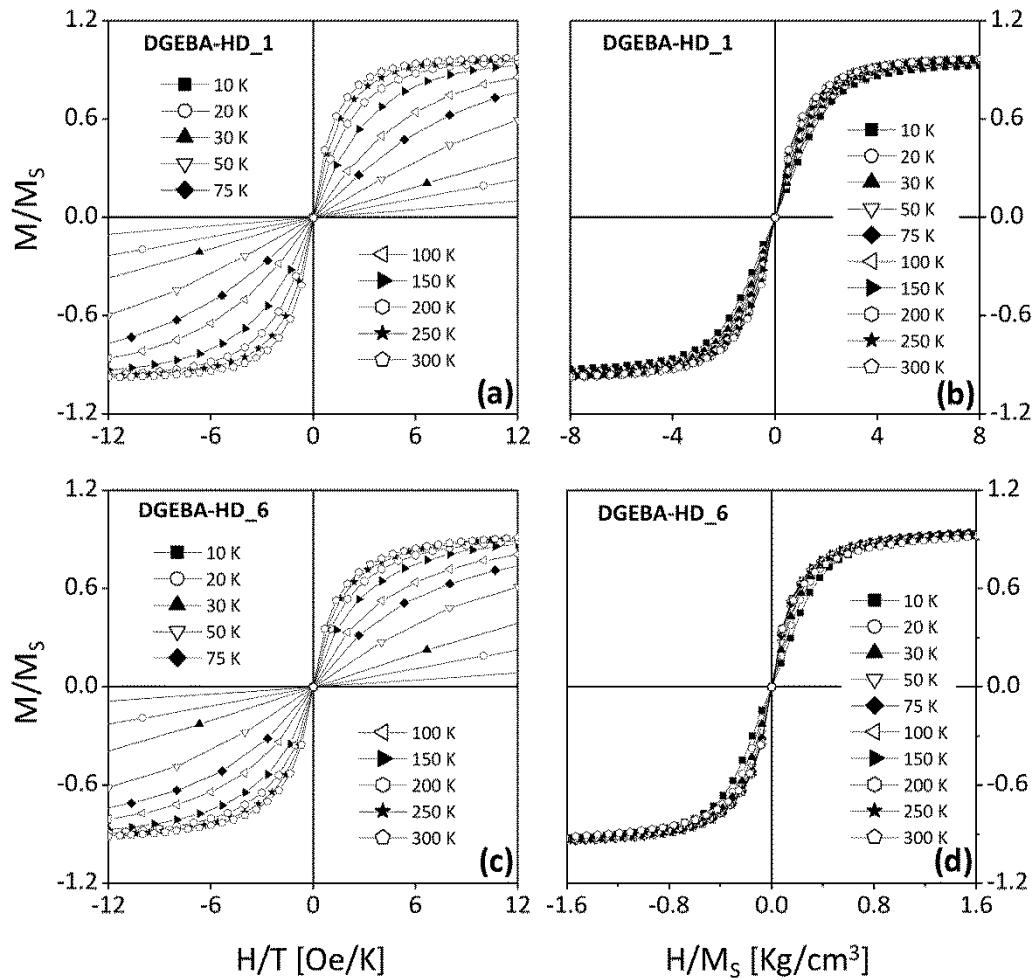 1.2
0.6
0.0
-0.6
-1.2
M/MS
DGEBA-HD_1
10 K
20 K
30 K
50 K
75 K
100 K
150 K
200 K
250 K
300 K
(a)
-12
-6
0
6
12
DGEBA-HD_1
10 K
20 K
30 K
50 K
75 K
100 K
150 K
200 K
250 K
300 K
(b)
1.2
0.6
0.0
-0.6
-1.2
-8
-4
0
4
8
1.2
0.6
0.0
-0.6
-1.2
M/MS
DGEBA-HD_6
10 K
20 K
30 K
50 K
75 K
100 K
150 K
200 K
250 K
300 K
(c)
-12
-6
0
6
12
H/T [Oe/K]
DGEBA-HD_6
10 K
20 K
30 K
50 K
75 K
100 K
150 K
200 K
250 K
300 K
(d)
1.2
0.6
0.0
-0.6
-1.2
-1.6
-0.8
0.0
0.8
1.6
H/MS [Kg/cm³]